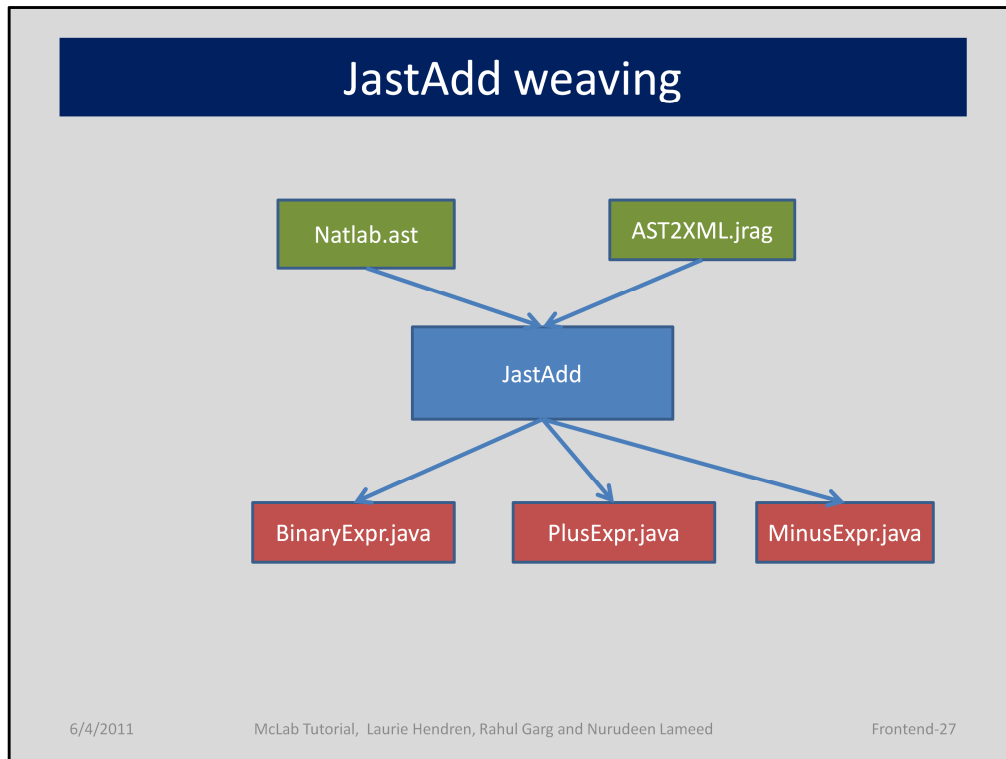 JastAdd weaving
Natlab.ast
AST2XML.jrag
JastAdd
BinaryExpr.java
PlusExpr.java
MinusExpr.java
6/4/2011
McLab Tutorial, Laurie Hendren, Rahul Garg and Nurudeen Lameed
Frontend-27